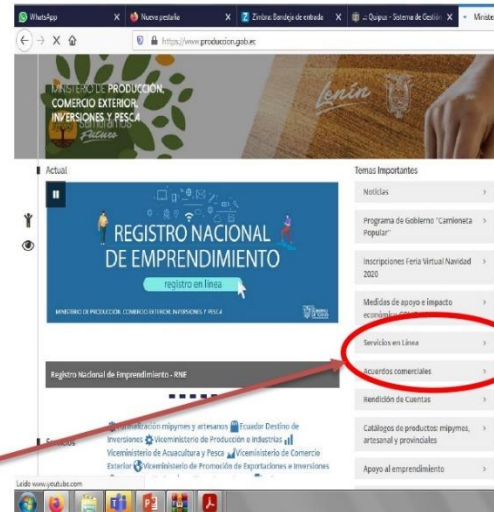 WhatsApp
Nueva pestaña
Zimbra: Bandeja de entrada
Quipux - Sistema de Gestión
Ministe
https://www.produccion.gob.ec
MINISTERIO DE PRODUCCIÓN,
COMERCIO EXTERIOR,
INVERSIONES Y PESCA
Futuro
Lenín
Actual
Temas Importantes
Noticias
Programa de Gobierno "Camioneta
Popular"
Inscripciones Feria Virtual Navidad
2020
Medidas de apoyo e impacto
Servicios en Línea
Acuerdos comerciales
Rendición de Cuentas
Catálogos de productos: mipymes,
artesanal y provinciales
Apoyo al emprendimiento
REGISTRO NACIONAL
DE EMPRENDIMIENTO
registro en línea
MINISTERIO DE PRODUCCIÓN, COMERCIO EXTERIOR, INVERSIONES Y PESCA
Registro Nacional de Emprendimiento - RNE
Servicios
mipymes y artesanos Ecuador Destino de
Inversiones Viceministerio de Producción e Industrias
Viceministerio de Acuacultura y Pesca Viceministerio de Comercio
Exterior Viceministerio de Promoción de Exportaciones e Inversiones
Leído www.youtube.com